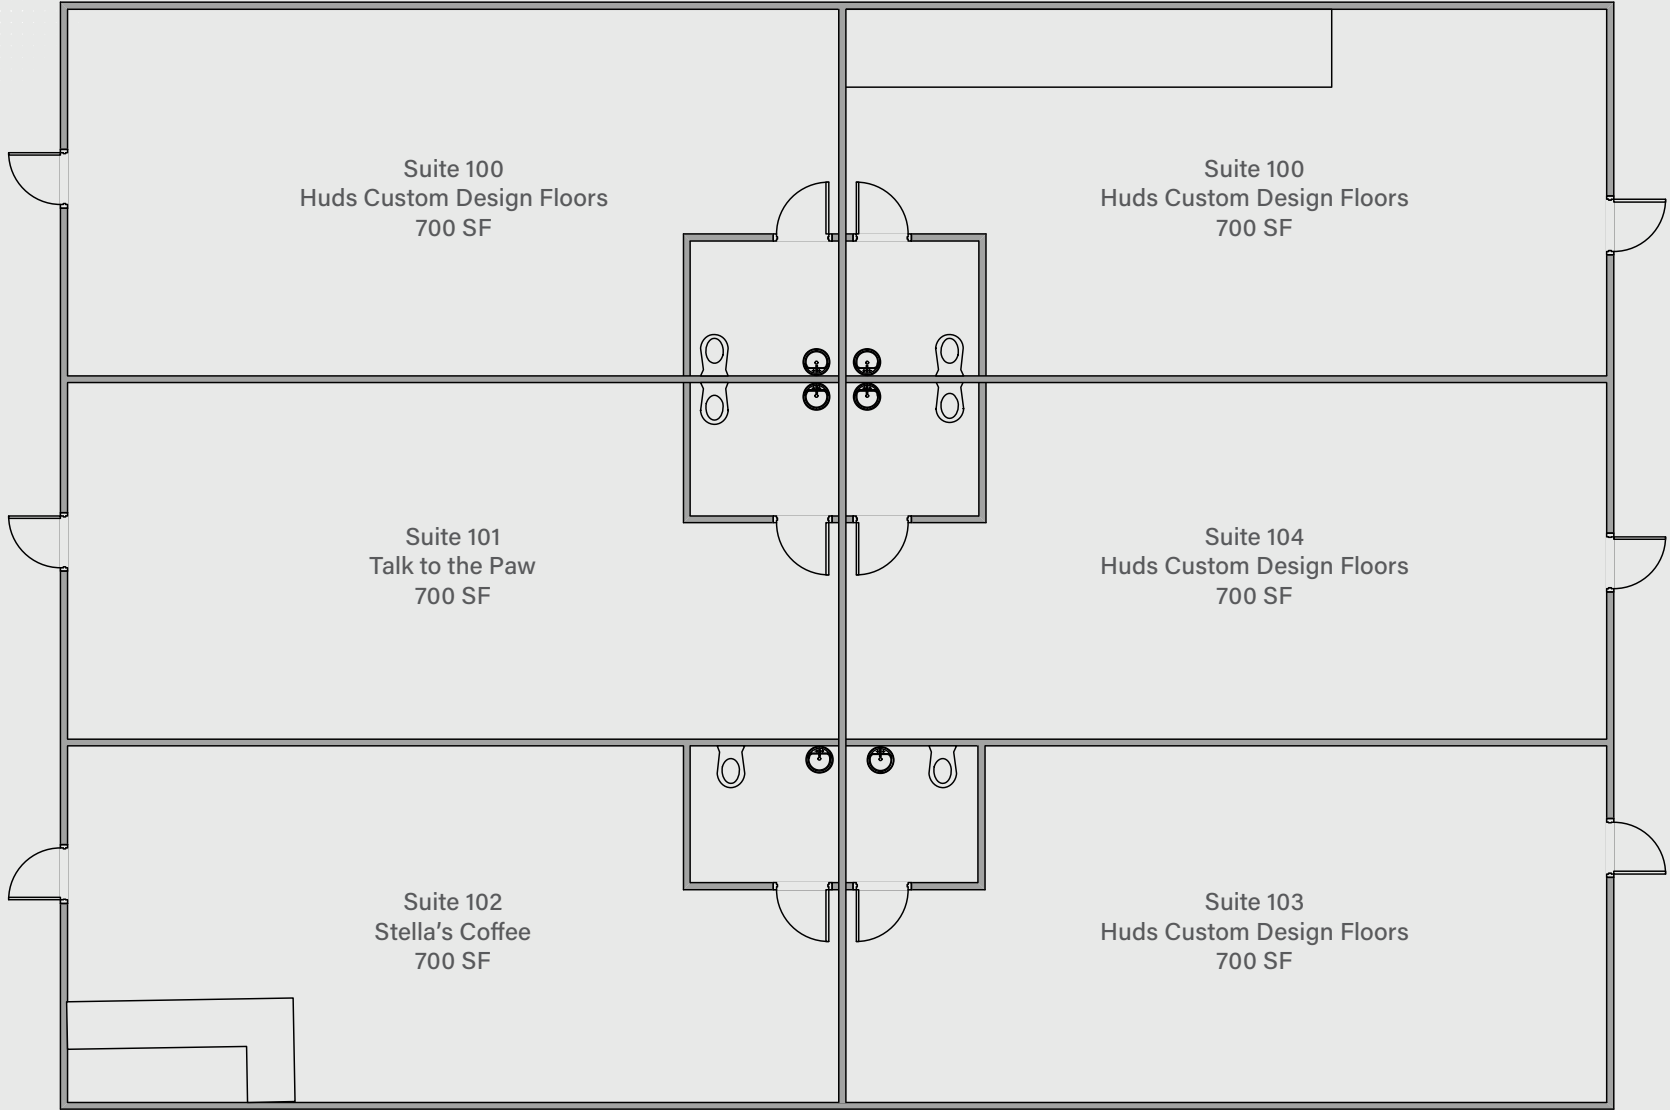 Suite 100
Huds Custom Design Floors
700 SF
Suite 100
Huds Custom Design Floors
700 SF
Suite 101
Talk to the Paw
700 SF
Suite 104
Huds Custom Design Floors
700 SF
Suite 102
Stella’s Coffee
700 SF
Suite 103
Huds Custom Design Floors
700 SF